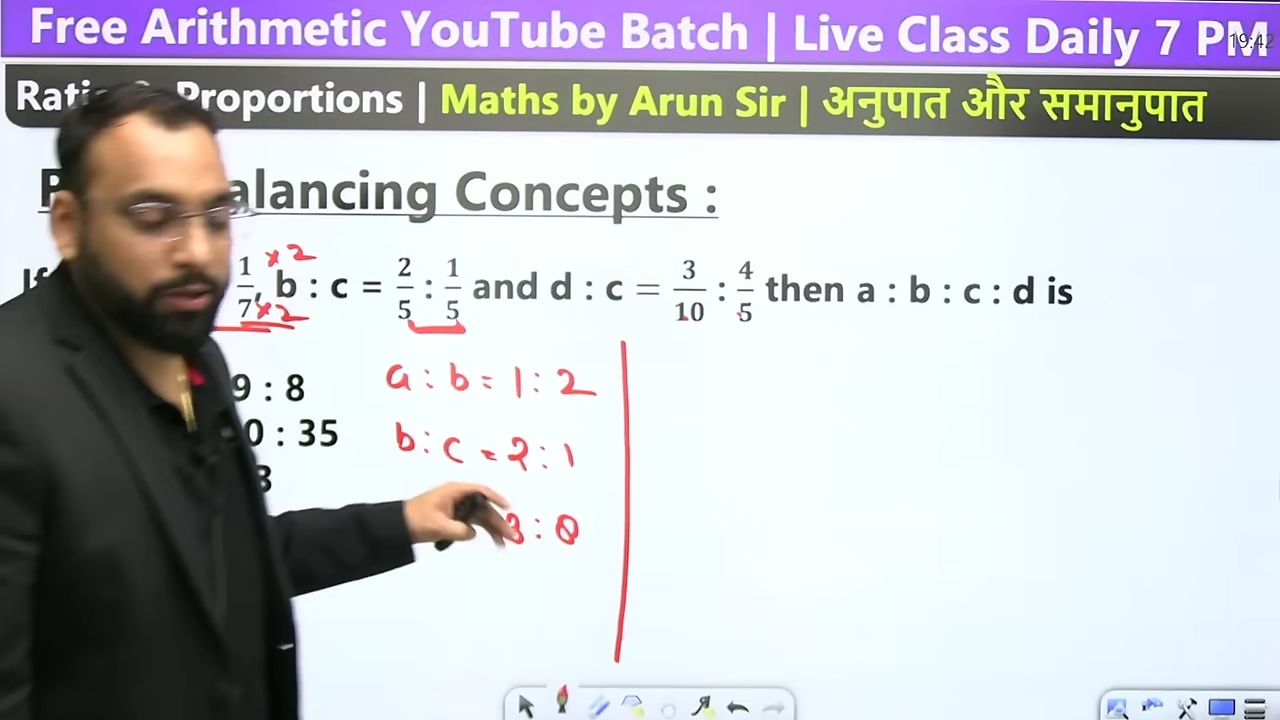 Free Arithmetic YouTube Batch | Live Class Daily 7 PM
19:42
Proportions | Maths by Arun Sir | अनुपात और समानुपात
alancing Concepts :
If 1/7, b : c = 2/5 : 1/5 and d : c = 3/10 : 4/5 then a : b : c : d is
×2
×2
9 : 8
0 : 35
8
a : b = 1 : 2
b : c = 2 : 1
3 : 8